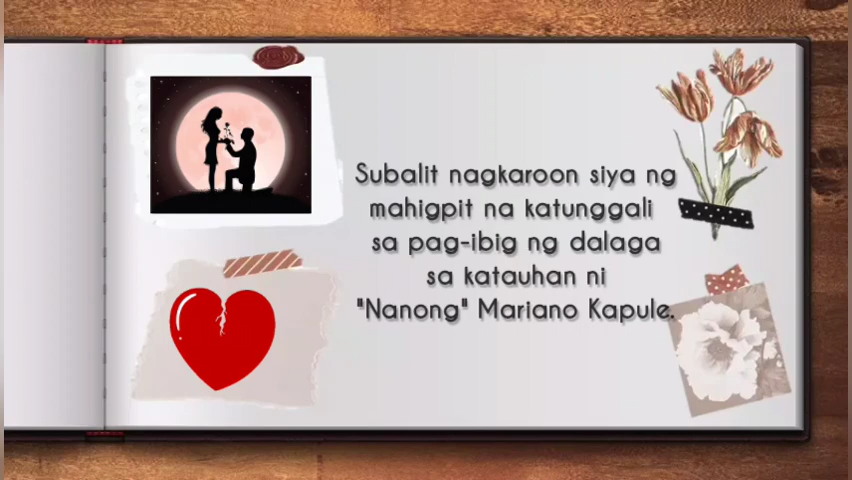 Subalit nagkaroon siya ng
mahigpit na katunggali
sa pag-ibig ng dalaga
sa katauhan ni
"Nanong" Mariano Kapule.